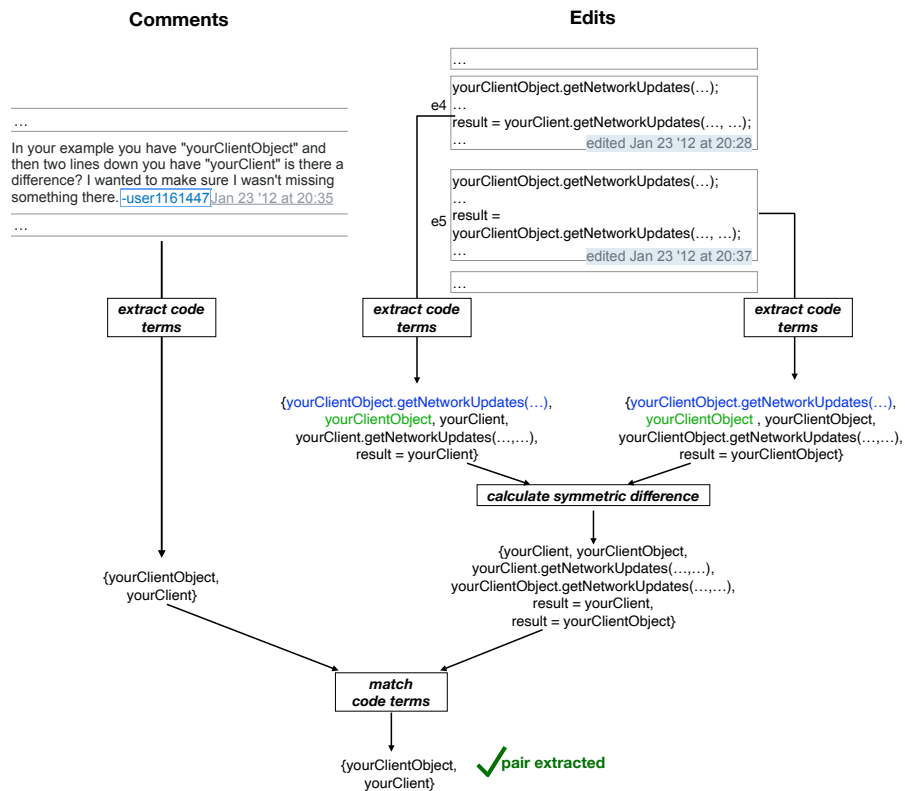 Comments
Edits
…
In your example you have "yourClientObject" and
then two lines down you have "yourClient" is there a
difference? I wanted to make sure I wasn't missing
something there. -user1161447 Jan 23 '12 at 20:35
…
…
e4
yourClientObject.getNetworkUpdates(…);
…
result = yourClient.getNetworkUpdates(…, …);
…
edited Jan 23 '12 at 20:28
e5
yourClientObject.getNetworkUpdates(…);
…
result =
yourClientObject.getNetworkUpdates(…, …);
…
edited Jan 23 '12 at 20:37
…
extract code
terms
extract code
terms
extract code
terms
{yourClientObject.getNetworkUpdates(…),
yourClientObject, yourClient,
yourClient.getNetworkUpdates(…,…),
result = yourClient}
{yourClientObject.getNetworkUpdates(…),
yourClientObject , yourClientObject,
yourClientObject.getNetworkUpdates(…,…),
result = yourClientObject}
calculate symmetric difference
{yourClientObject,
yourClient}
{yourClient, yourClientObject,
yourClient.getNetworkUpdates(…,…),
yourClientObject.getNetworkUpdates(…,…),
result = yourClient,
result = yourClientObject}
match
code terms
{yourClientObject,
yourClient}
pair extracted